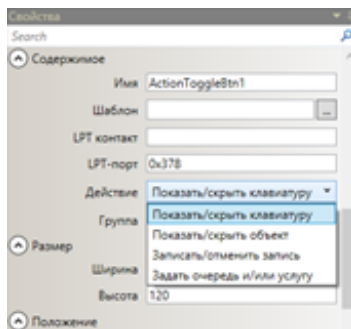 Свойства
Search
Содержимое
Имя ActionToggleBtn1
Шаблон ...
LPT контакт
LPT-порт 0x378
Действие Показать/скрыть клавиатуру
Группа Показать/скрыть клавиатуру
Показать/скрыть объект
Размер Записать/отменить запись
Ширина Задать очередь и/или услугу
Высота 120
Положение